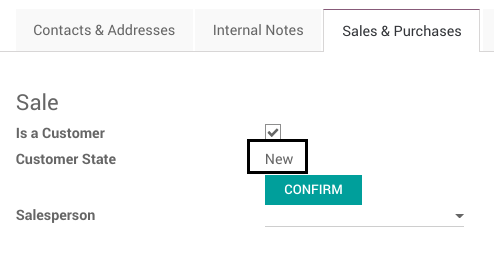 Contacts & Addresses
Internal Notes
Sales & Purchases
Sale
Is a Customer
Customer State
New
CONFIRM
Salesperson